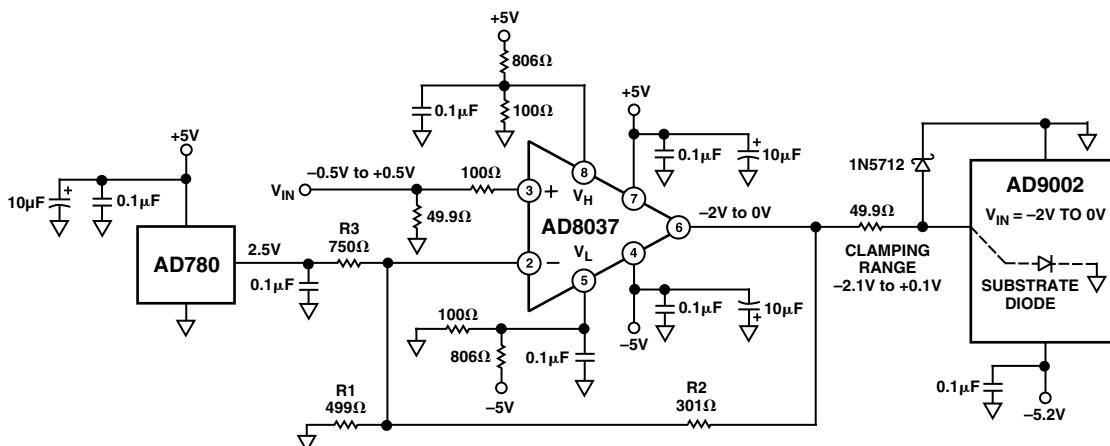 +5V
806Ω
0.1μF
100Ω
+5V
+5V
10μF
+
0.1μF
–0.5V to +0.5V
V_IN
100Ω
49.9Ω
3
+
8
V_H
7
0.1μF
+
10μF
1N5712
AD9002
V_IN = –2V TO 0V
SUBSTRATE
DIODE
AD780
2.5V
R3
750Ω
0.1μF
AD8037
2
–
V_L
5
4
6
–2V to 0V
49.9Ω
CLAMPING
RANGE
–2.1V to +0.1V
100Ω
806Ω
–5V
0.1μF
0.1μF
10μF
+
–5V
R1
499Ω
R2
301Ω
0.1μF
–5.2V